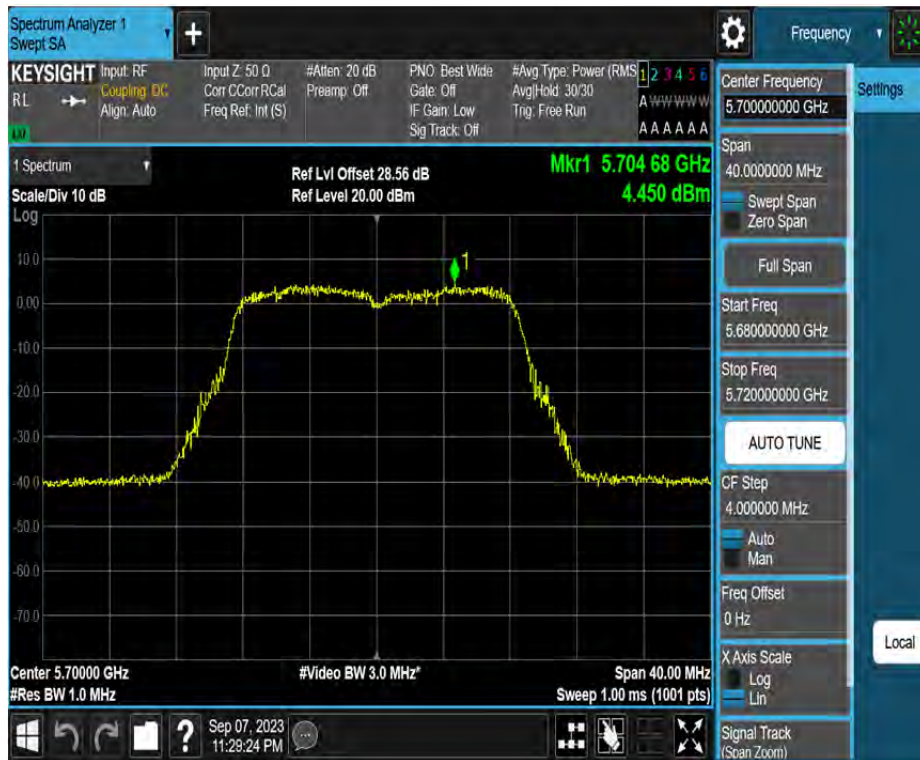 Spectrum Analyzer 1
Swept SA
+
Frequency
KEYSIGHT
RL
Input: RF
Coupling: DC
Align: Auto
Input Z: 50 Ω
Corr CCorr RCal
Freq Ref: Int (S)
#Atten: 20 dB
Preamp: Off
PNO: Best Wide
Gate: Off
IF Gain: Low
Sig Track: Off
#Avg Type: Power (RMS
Avg|Hold: 30/30
Trig: Free Run
1 2 3 4 5 6
A W W W W W
A A A A A A
Center Frequency
5.700000000 GHz
Settings
1 Spectrum
Scale/Div 10 dB
Ref Lvl Offset 28.56 dB
Ref Level 20.00 dBm
Mkr1 5.704 68 GHz
4.450 dBm
Span
40.0000000 MHz
Swept Span
Zero Span
Full Span
Start Freq
5.680000000 GHz
Stop Freq
5.720000000 GHz
AUTO TUNE
CF Step
4.000000 MHz
Auto
Man
Freq Offset
0 Hz
X Axis Scale
Log
Lin
Signal Track
(Span Zoom)
Local
Log
10.0
0.00
-10.0
-20.0
-30.0
-40.0
-50.0
-60.0
-70.0
1
Center 5.70000 GHz
#Video BW 3.0 MHz*
Span 40.00 MHz
#Res BW 1.0 MHz
Sweep 1.00 ms (1001 pts)
?
Sep 07, 2023
11:29:24 PM